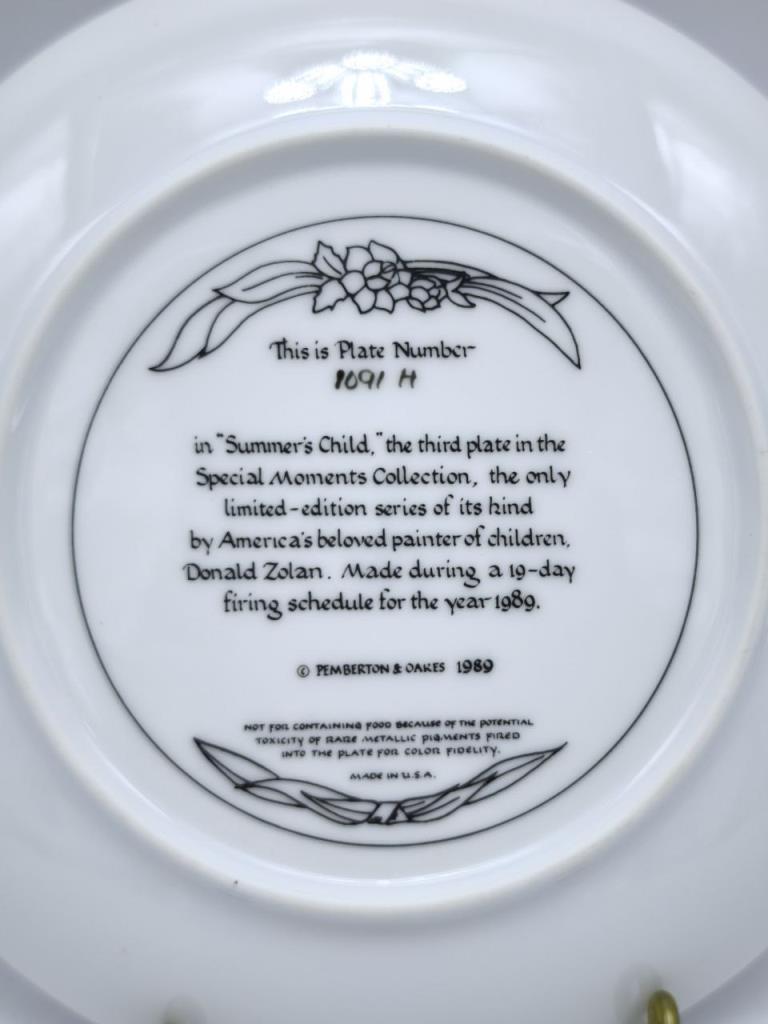 This is Plate Number
1091 H
in "Summer's Child," the third plate in the
Special Moments Collection, the only
limited-edition series of its kind
by America's beloved painter of children,
Donald Zolan. Made during a 19-day
firing schedule for the year 1989.
© PEMBERTON & OAKES 1989
NOT FOR CONTAINING FOOD BECAUSE OF THE POTENTIAL
TOXICITY OF RARE METALLIC PIGMENTS FIRED
INTO THE PLATE FOR COLOR FIDELITY.
MADE IN U.S.A.